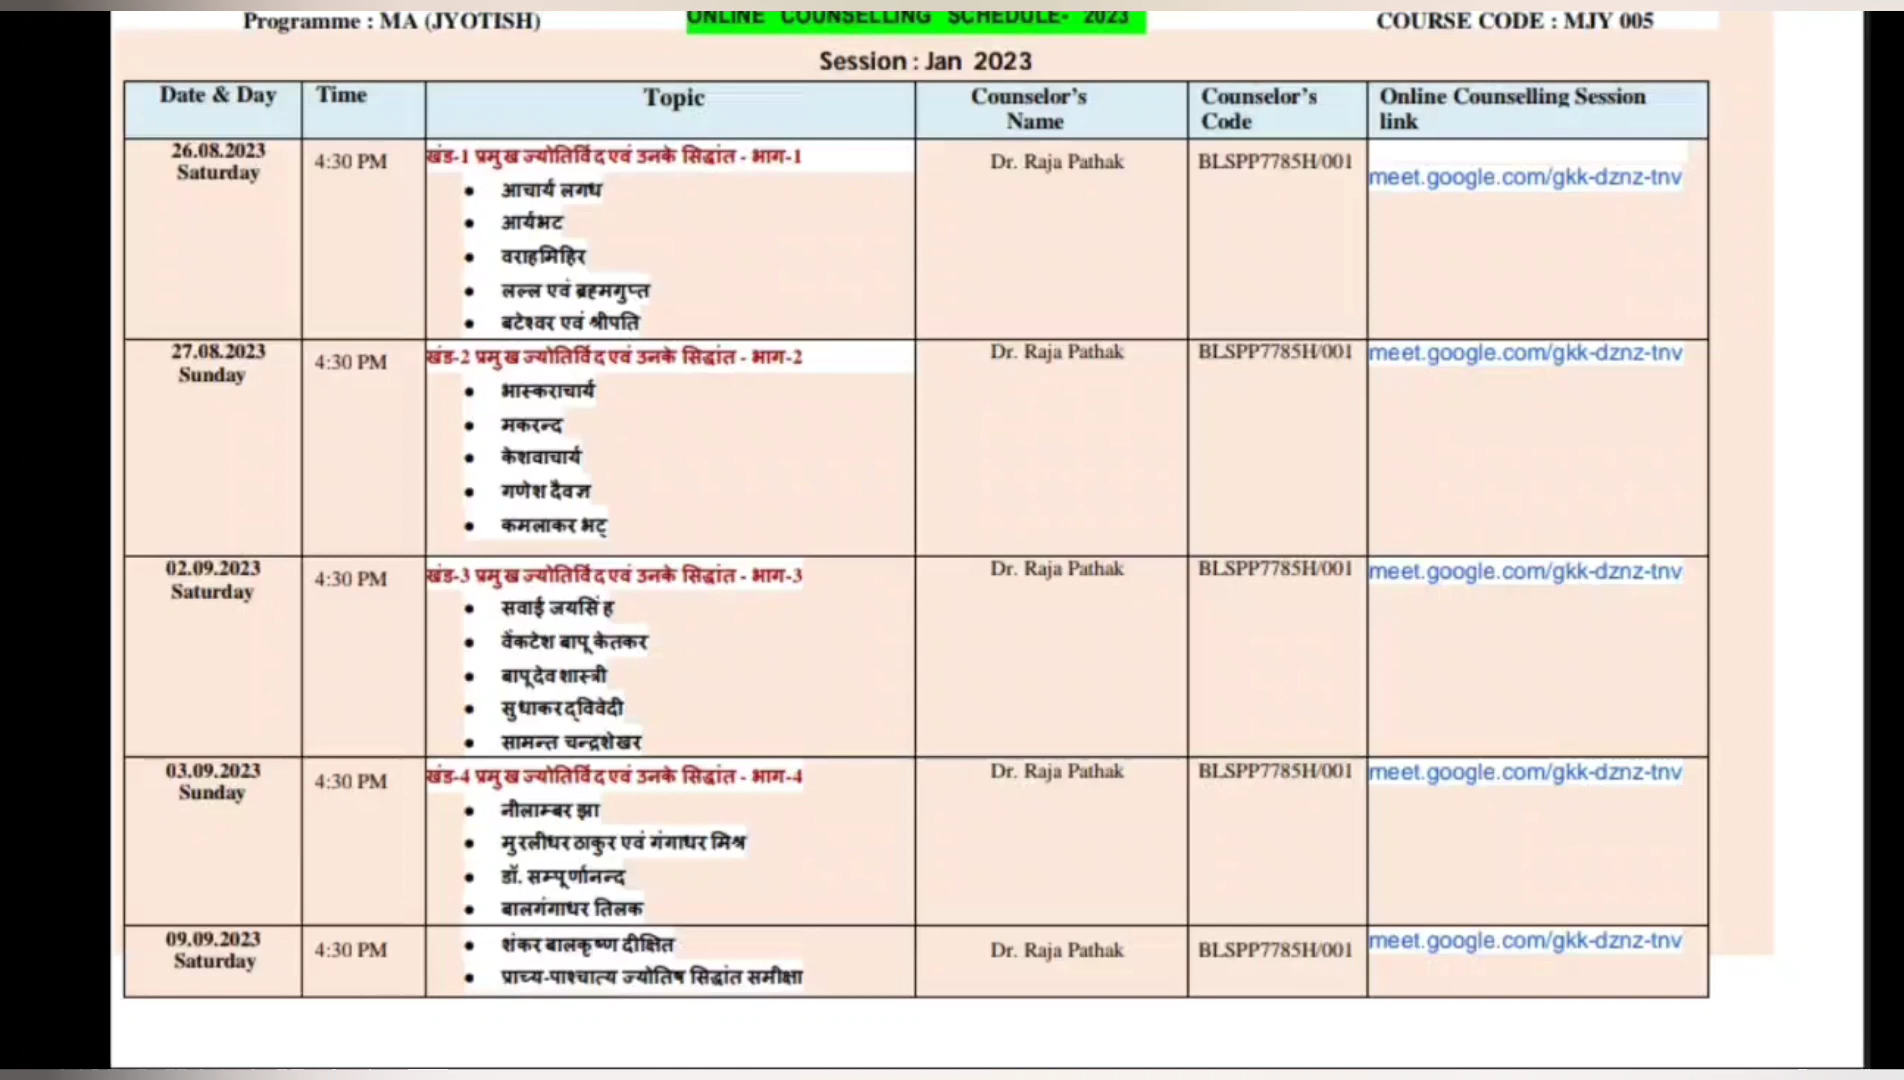 Programme : MA (JYOTISH)
ONLINE COUNSELLING SCHEDULE- 2023
COURSE CODE : MJY 005
Session : Jan 2023
Date & Day
Time
Topic
Counselor's
Name
Counselor's
Code
Online Counselling Session
link
26.08.2023
Saturday
4:30 PM
खंड-1 प्रमुख ज्योतिर्विद एवं उनके सिद्धांत - भाग-1
• आचार्य लगध
• आर्यभट
• वराहमिहिर
• लल्ल एवं ब्रह्मगुप्त
• बटेश्वर एवं श्रीपति
Dr. Raja Pathak
BLSPP7785H/001
meet.google.com/gkk-dznz-tnv
27.08.2023
Sunday
4:30 PM
खंड-2 प्रमुख ज्योतिर्विद एवं उनके सिद्धांत - भाग-2
• भास्कराचार्य
• मकरन्द
• केशवाचार्य
• गणेश दैवज्ञ
• कमलाकर भट्
Dr. Raja Pathak
BLSPP7785H/001
meet.google.com/gkk-dznz-tnv
02.09.2023
Saturday
4:30 PM
खंड-3 प्रमुख ज्योतिर्विद एवं उनके सिद्धांत - भाग-3
• सवाई जयसिंह
• वेंकटेश बापू केतकर
• बापूदेव शास्त्री
• सुधाकर द्विवेदी
• सामन्त चन्द्रशेखर
Dr. Raja Pathak
BLSPP7785H/001
meet.google.com/gkk-dznz-tnv
03.09.2023
Sunday
4:30 PM
खंड-4 प्रमुख ज्योतिर्विद एवं उनके सिद्धांत - भाग-4
• नीलाम्बर झा
• मुरलीधर ठाकुर एवं गंगाधर मिश्र
• डॉ. सम्पूर्णानन्द
• बालगंगाधर तिलक
Dr. Raja Pathak
BLSPP7785H/001
meet.google.com/gkk-dznz-tnv
09.09.2023
Saturday
4:30 PM
• शंकर बालकृष्ण दीक्षित
• प्राच्य-पाश्चात्य ज्योतिष सिद्धांत समीक्षा
Dr. Raja Pathak
BLSPP7785H/001
meet.google.com/gkk-dznz-tnv